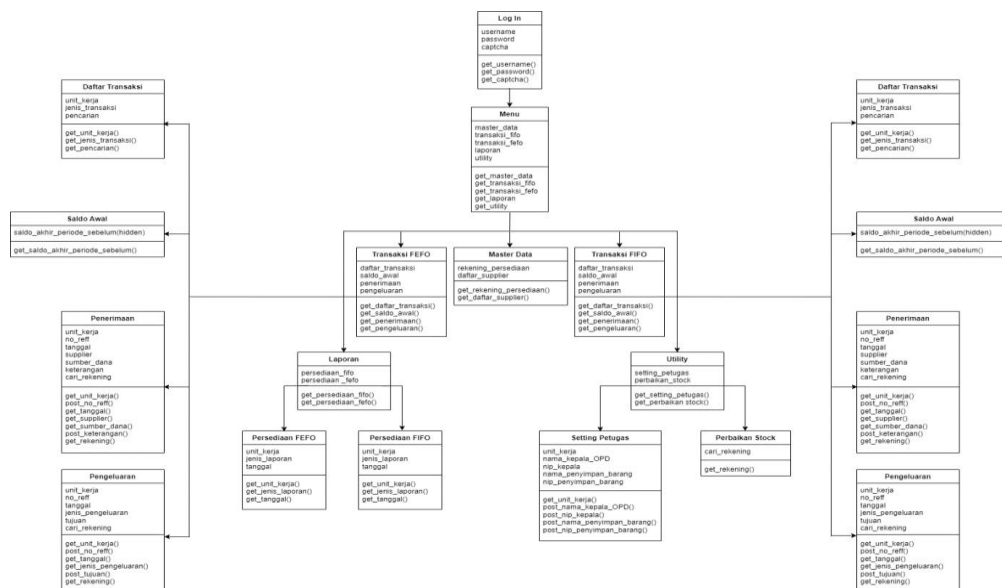 Log In
username
password
captcha
get_username()
get_password()
get_captcha()
Menu
master_data
transaksi_fifo
transaksi_fefo
laporan
utility
get_master_data
get_transaksi_fifo
get_transaksi_fefo
get_laporan
get_utility
Daftar Transaksi
unit_kerja
jenis_transaksi
pencarian
get_unit_kerja()
get_jenis_transaksi()
get_pencarian()
Saldo Awal
saldo_akhir_periode_sebelum(hidden)
get_saldo_akhir_periode_sebelum()
Penerimaan
unit_kerja
no_reff
tanggal
supplier
sumber_dana
keterangan
cari_rekening
get_unit_kerja()
post_no_reff()
get_tanggal()
get_supplier()
get_sumber_dana()
post_keterangan()
get_rekening()
Pengeluaran
unit_kerja
no_reff
tanggal
jenis_pengeluaran
tujuan
cari_rekening
get_unit_kerja()
post_no_reff()
get_tanggal()
get_jenis_pengeluaran()
post_tujuan()
get_rekening()
Transaksi FEFO
daftar_transaksi
saldo_awal
penerimaan
pengeluaran
get_daftar_transaksi()
get_saldo_awal()
get_penerimaan()
get_pengeluaran()
Master Data
rekening_persediaan
daftar_supplier
get_rekening_persediaan()
get_daftar_supplier()
Transaksi FIFO
daftar_transaksi
saldo_awal
penerimaan
pengeluaran
get_daftar_transaksi()
get_saldo_awal()
get_penerimaan()
get_pengeluaran()
Laporan
persediaan_fifo
persediaan _fefo
get_persediaan_fifo()
get_persediaan_fefo()
Utility
setting_petugas
perbaikan_stock
get_setting_petugas()
get_perbaikan stock()
Persediaan FEFO
unit_kerja
jenis_laporan
tanggal
get_unit_kerja()
get_jenis_laporan()
get_tanggal()
Persediaan FIFO
unit_kerja
jenis_laporan
tanggal
get_unit_kerja()
get_jenis_laporan()
get_tanggal()
Setting Petugas
unit_kerja
nama_kepala_OPD
nip_kepala
nama_penyimpan_barang
nip_penyimpan_barang
get_unit_kerja()
post_nama_kepala_OPD()
post_nip_kepala()
post_nama_penyimpan_barang()
post_nip_penyimpan_barang()
Perbaikan Stock
cari_rekening
get_rekening()
Daftar Transaksi
unit_kerja
jenis_transaksi
pencarian
get_unit_kerja()
get_jenis_transaksi()
get_pencarian()
Saldo Awal
saldo_akhir_periode_sebelum(hidden)
get_saldo_akhir_periode_sebelum()
Penerimaan
unit_kerja
no_reff
tanggal
supplier
sumber_dana
keterangan
cari_rekening
get_unit_kerja()
post_no_reff()
get_tanggal()
get_supplier()
get_sumber_dana()
post_keterangan()
get_rekening()
Pengeluaran
unit_kerja
no_reff
tanggal
jenis_pengeluaran
tujuan
cari_rekening
get_unit_kerja()
post_no_reff()
get_tanggal()
get_jenis_pengeluaran()
post_tujuan()
get_rekening()